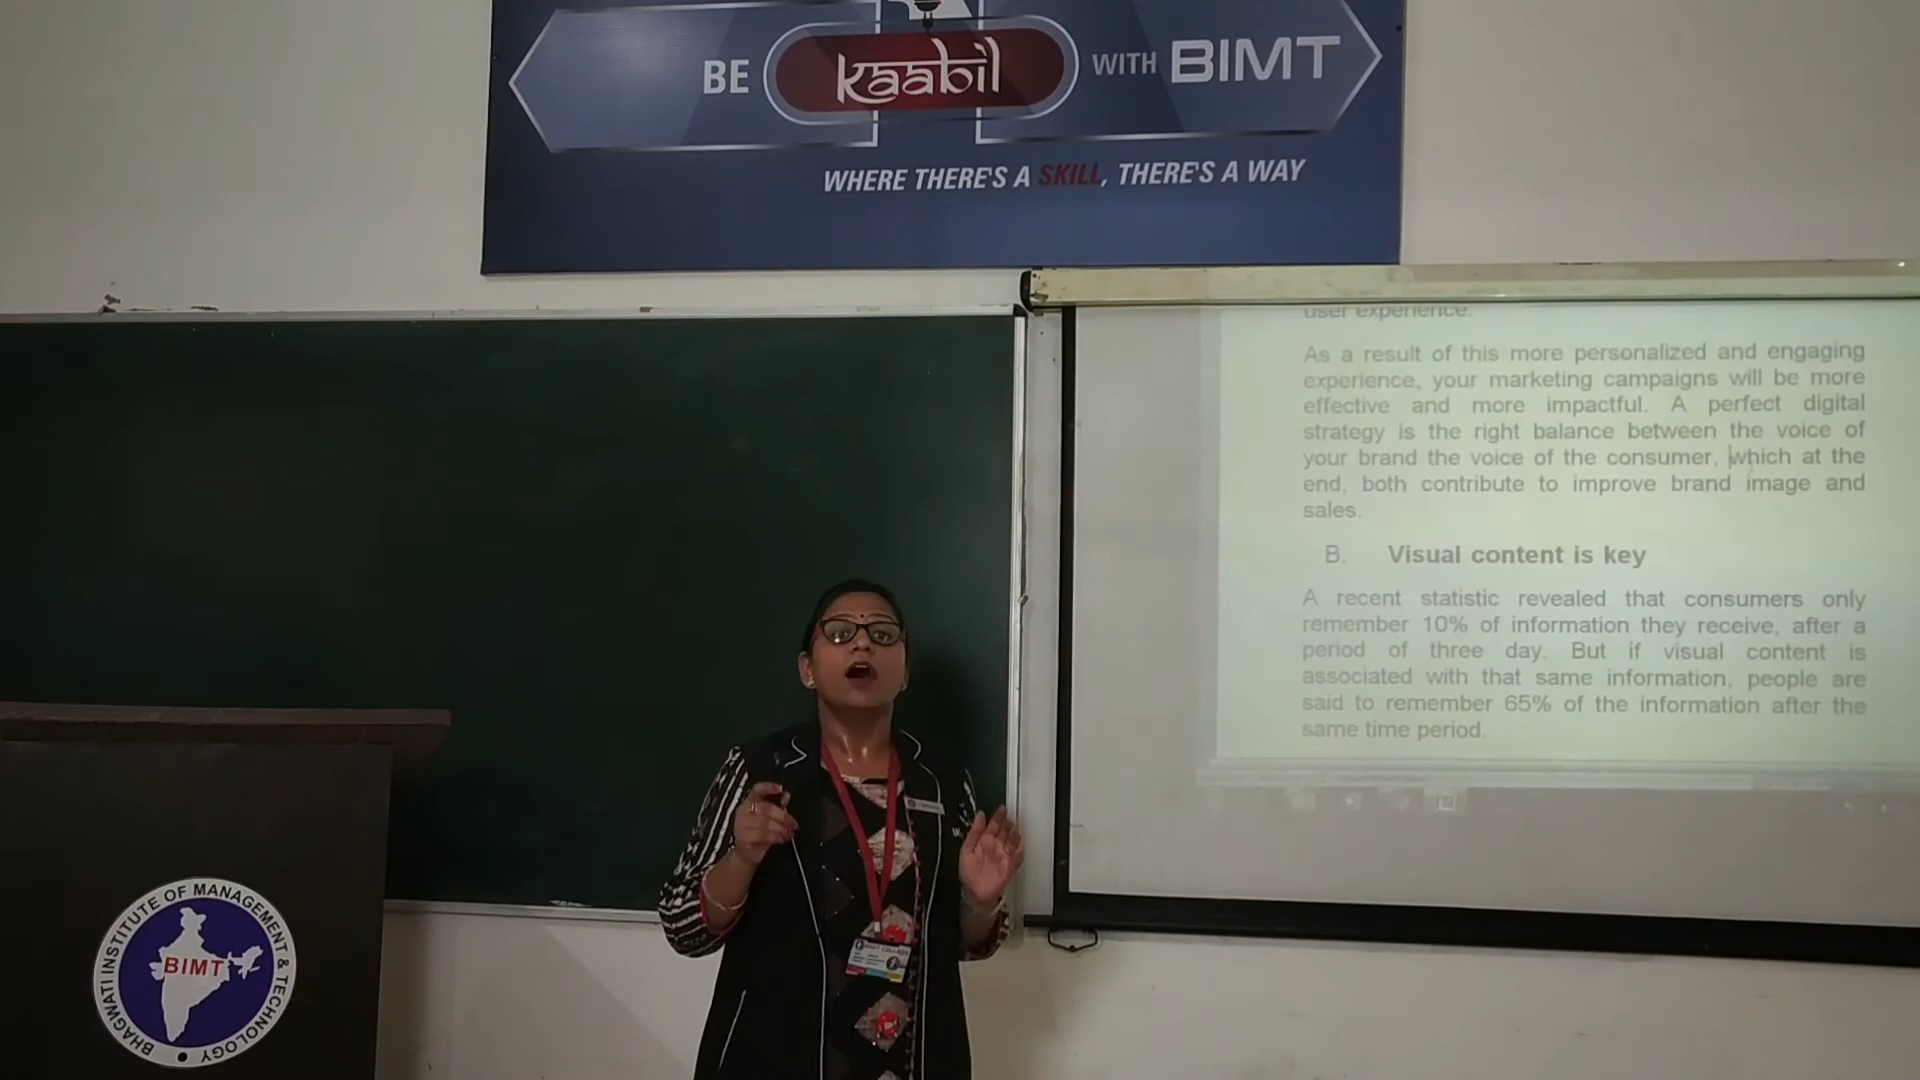 BE kaabil WITH BIMT
WHERE THERE'S A SKILL, THERE'S A WAY
user experience.
As a result of this more personalized and engaging
experience, your marketing campaigns will be more
effective and more impactful. A perfect digital
strategy is the right balance between the voice of
your brand the voice of the consumer, which at the
end, both contribute to improve brand image and
sales.
B. Visual content is key
A recent statistic revealed that consumers only
remember 10% of information they receive, after a
period of three day. But if visual content is
associated with that same information, people are
said to remember 65% of the information after the
same time period.
BHAGWATI INSTITUTE OF MANAGEMENT & TECHNOLOGY
BIMT